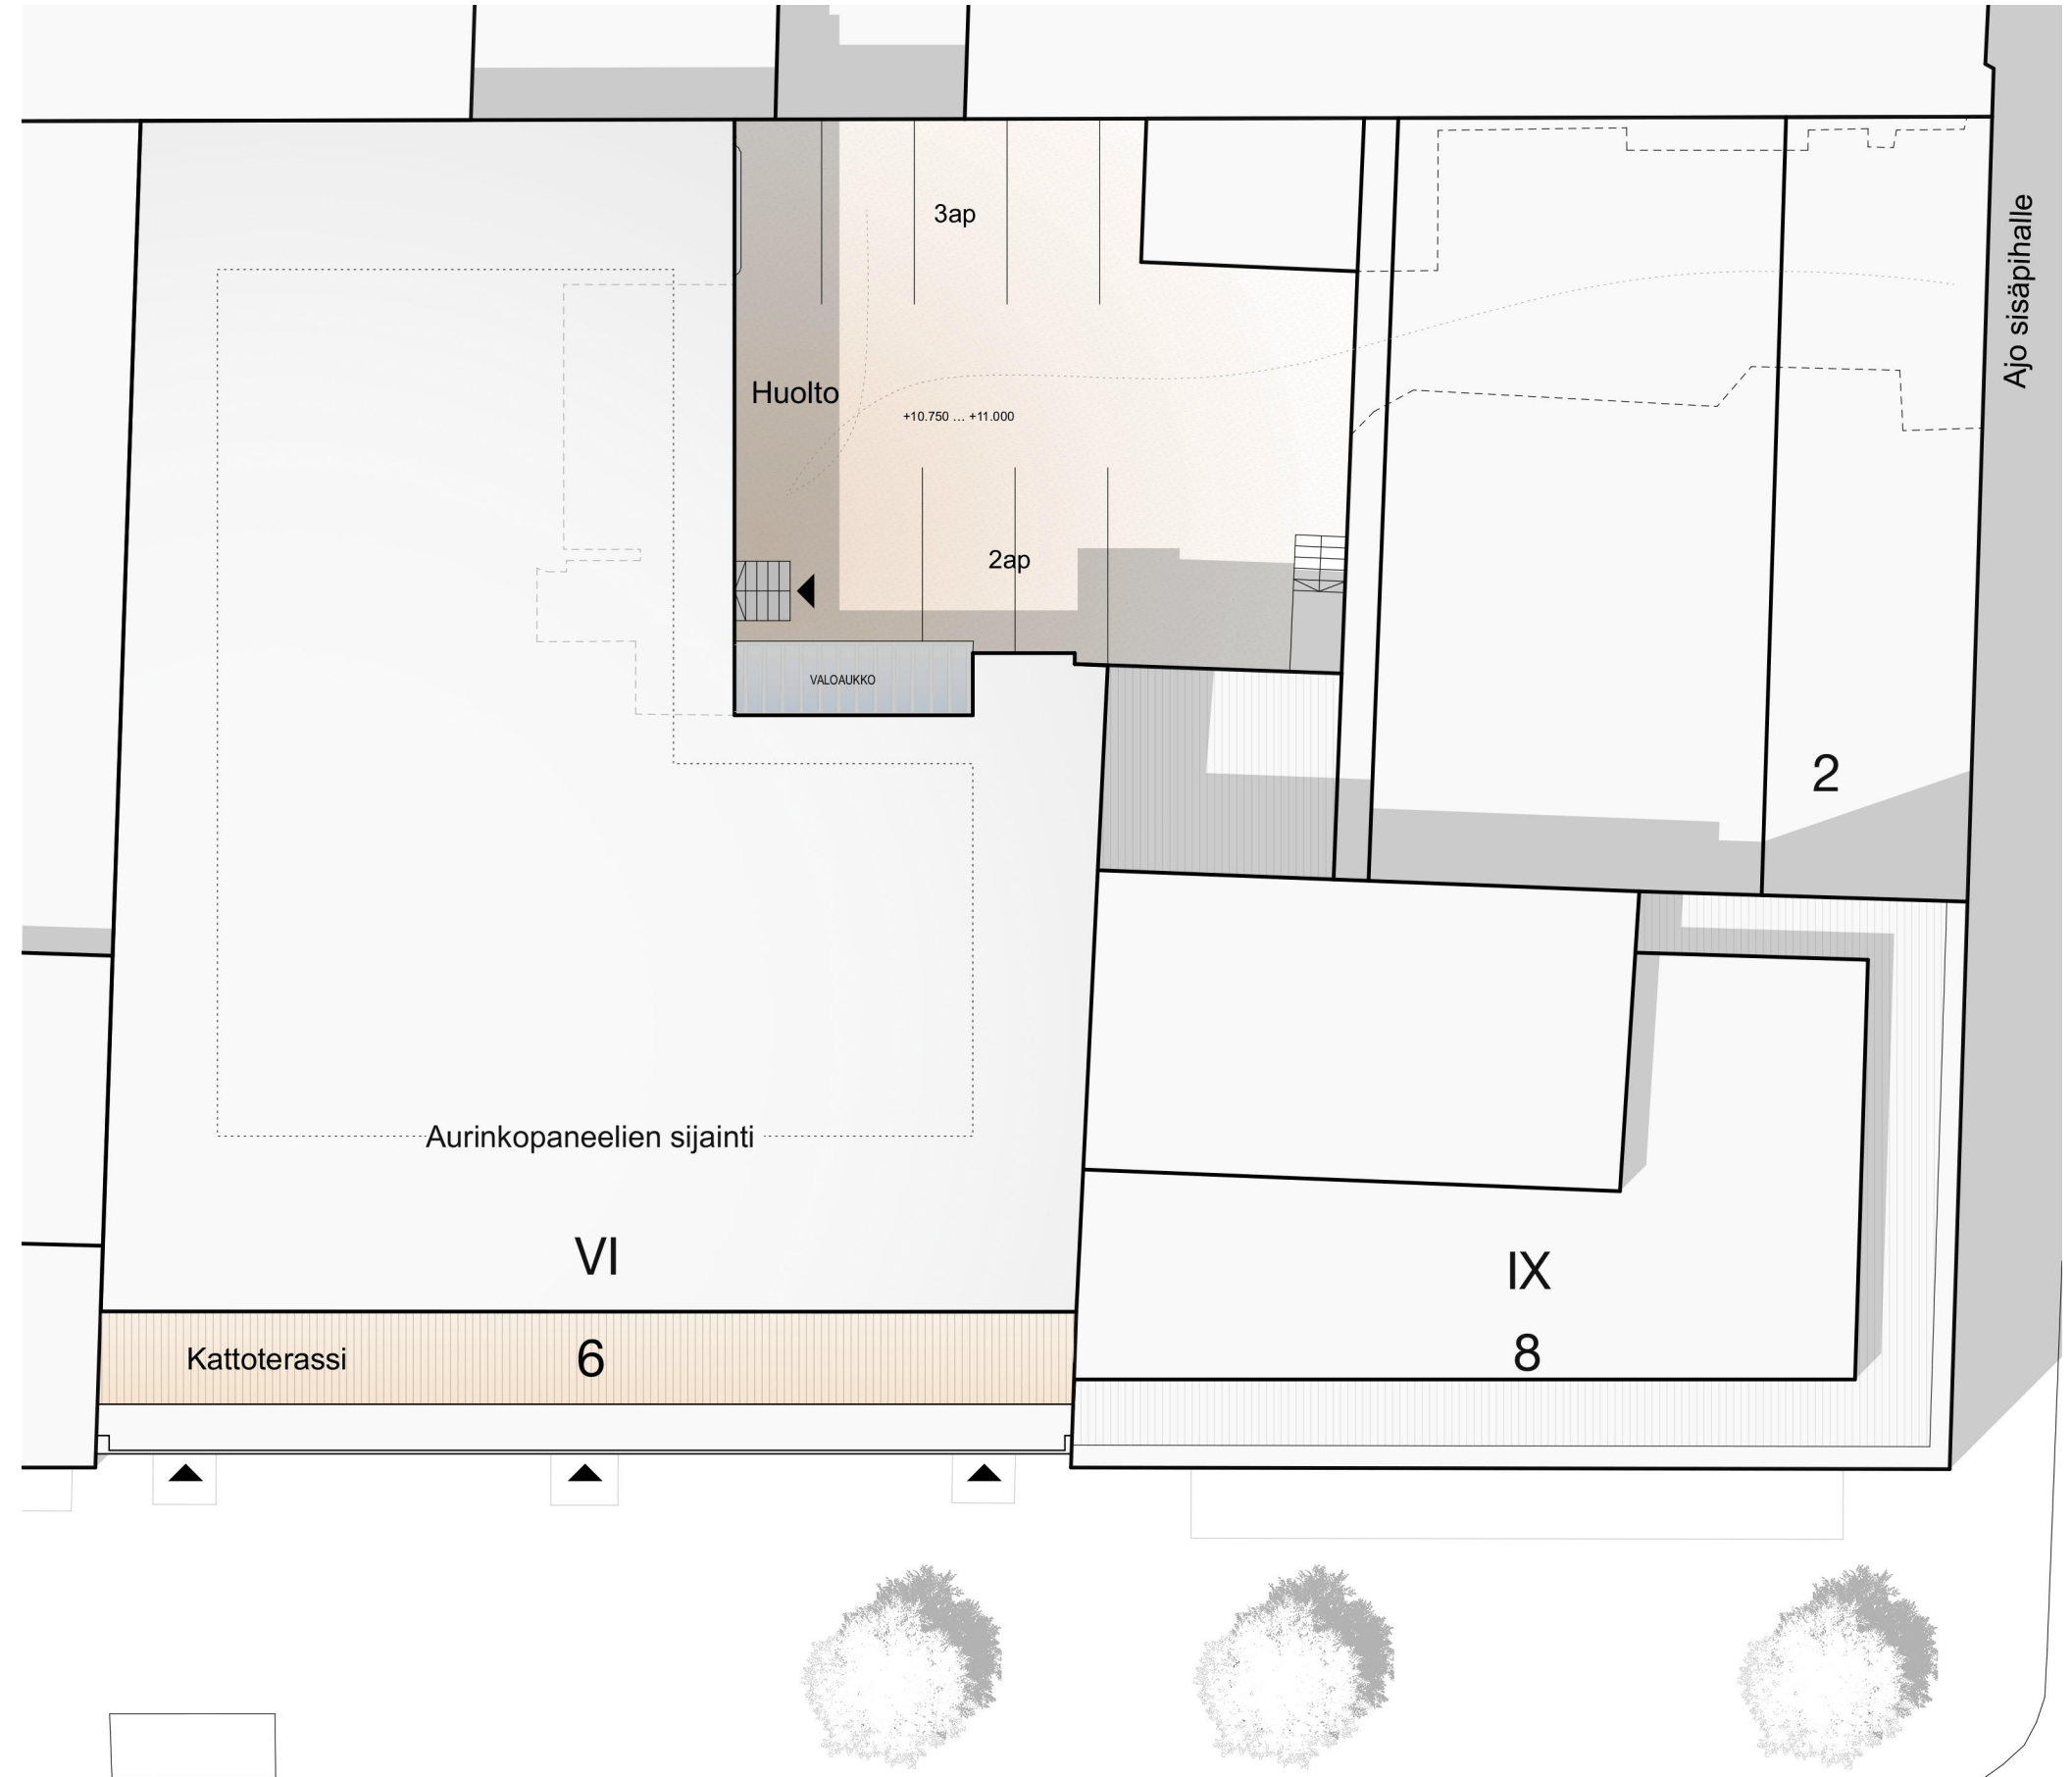 3ap
Ajo sisäpihalle
Huolto
+10.750 ... +11.000
2ap
VALOAUKKO
2
Aurinkopaneelien sijainti
VI
IX
Kattoterassi
6
8